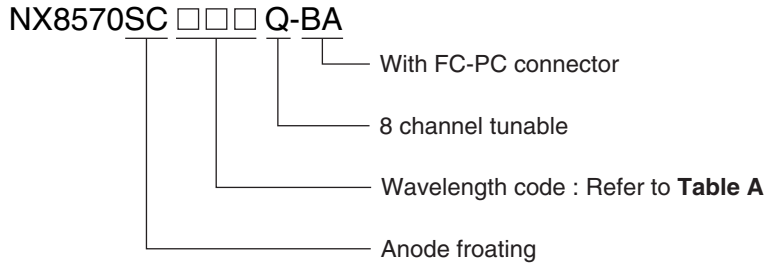 NX8570SC □□□ Q-BA
With FC-PC connector
8 channel tunable
Wavelength code : Refer to Table A
Anode froating